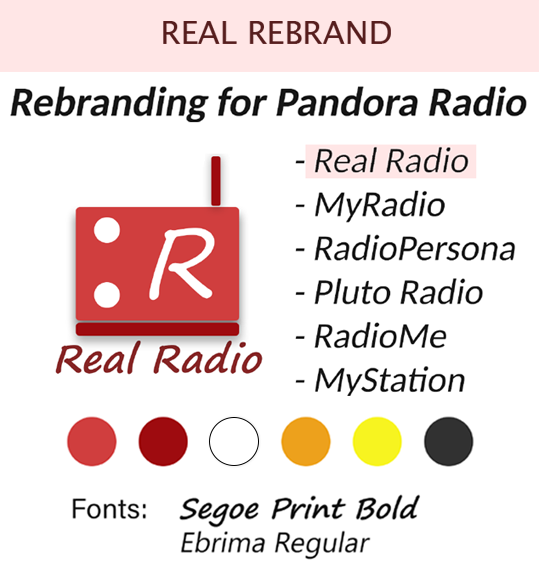 REAL REBRAND
Rebranding for Pandora Radio
- Real Radio
- MyRadio
- RadioPersona
- Pluto Radio
- RadioMe
- MyStation
R
Real Radio
Fonts: Segoe Print Bold
Ebrima Regular